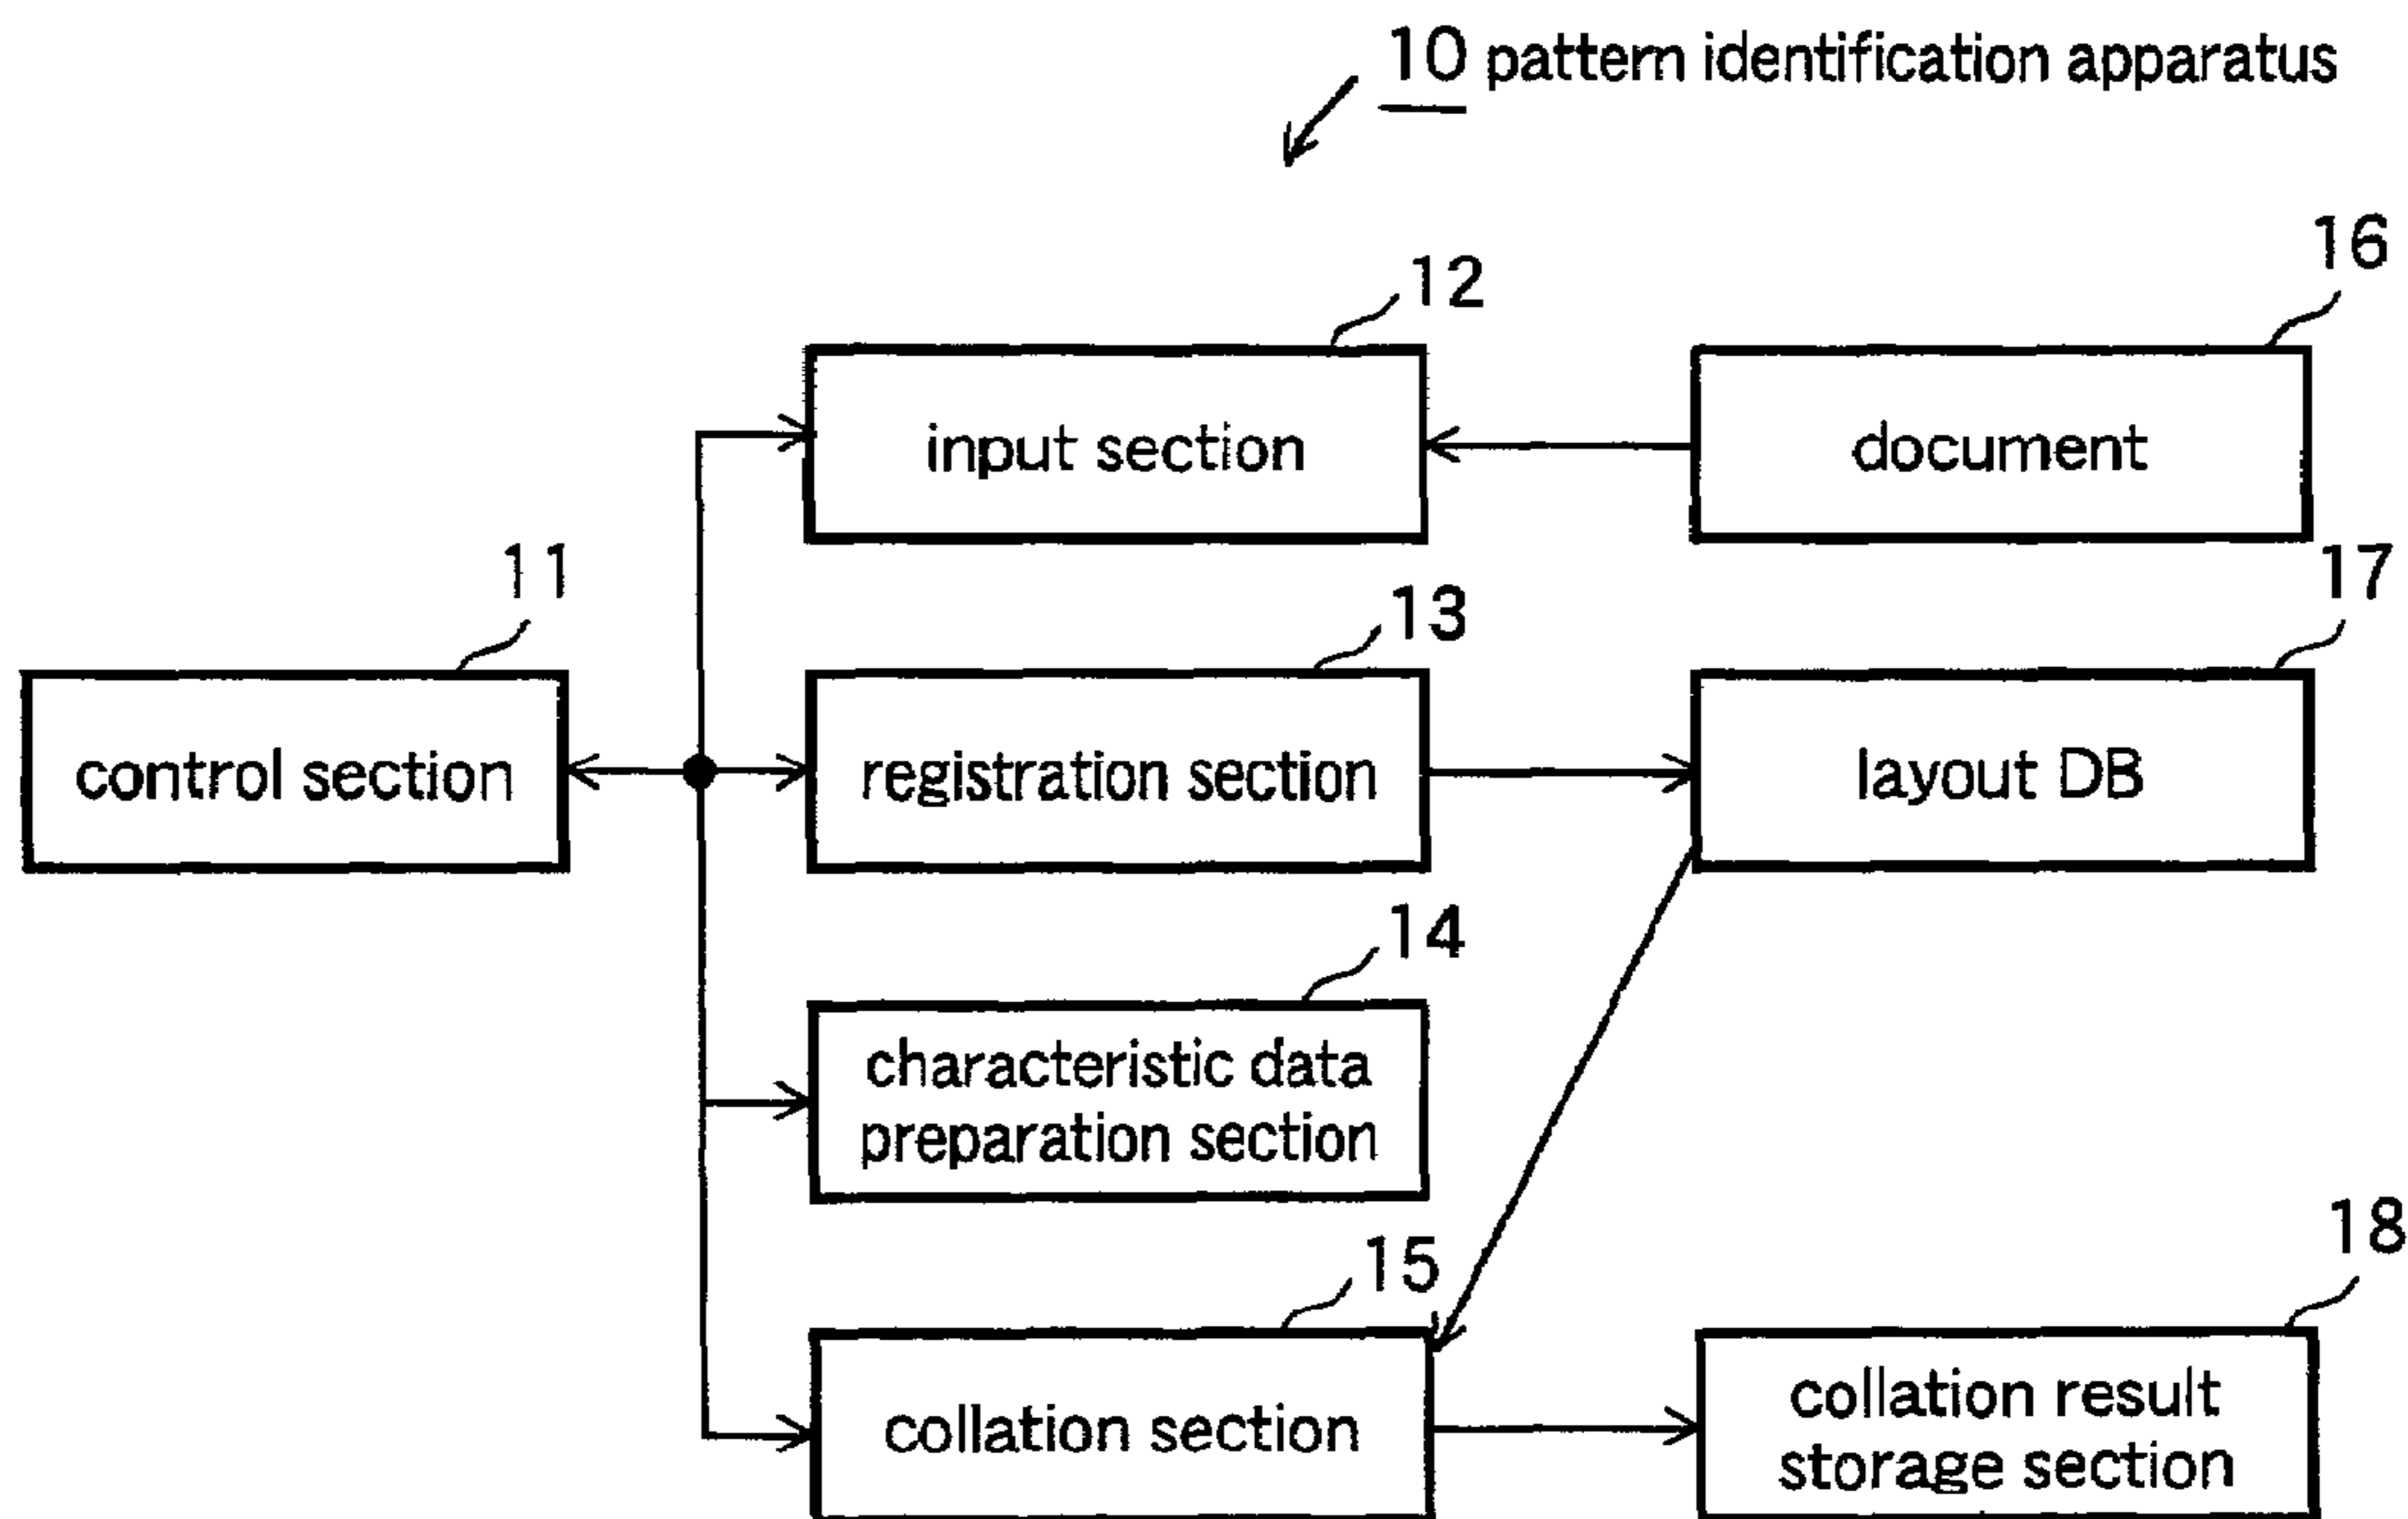 10 pattern identification apparatus
16
12
input section
document
11
13
17
control section
registration section
layout DB
14
characteristic data
preparation section
15
18
collation section
collation result
storage section